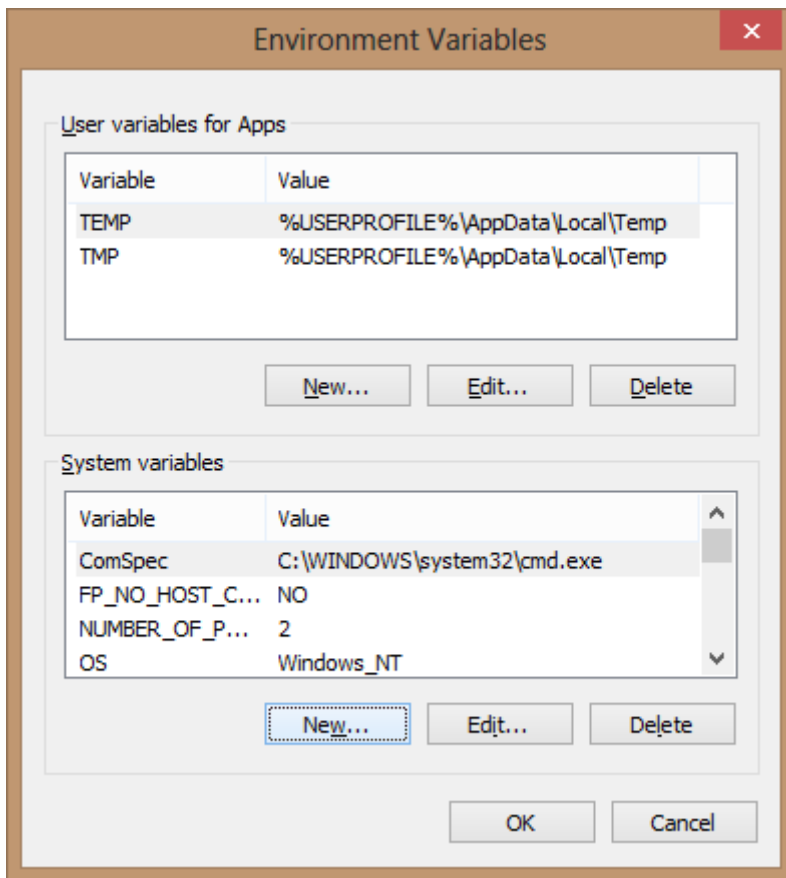 Environment Variables
User variables for Apps
Variable Value
TEMP %USERPROFILE%\AppData\Local\Temp
TMP %USERPROFILE%\AppData\Local\Temp
New... Edit... Delete
System variables
Variable Value
ComSpec C:\WINDOWS\system32\cmd.exe
FP_NO_HOST_C... NO
NUMBER_OF_P... 2
OS Windows_NT
New... Edit... Delete
OK Cancel